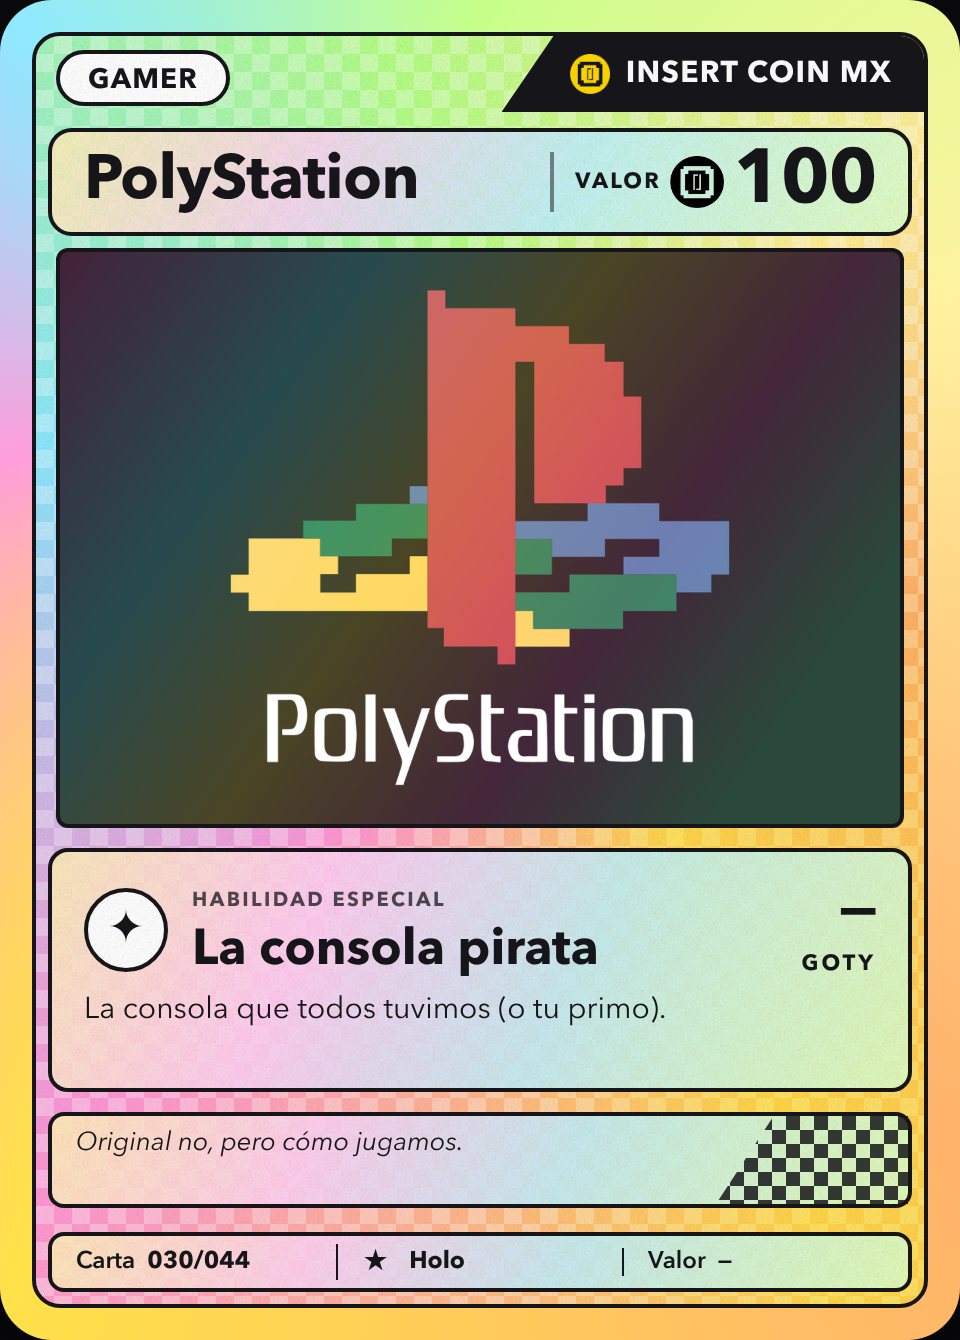 GAMER
INSERT COIN MX
PolyStation
VALOR 100
PolyStation
HABILIDAD ESPECIAL
La consola pirata
–
GOTY
La consola que todos tuvimos (o tu primo).
Original no, pero cómo jugamos.
Carta 030/044
★ Holo
Valor –